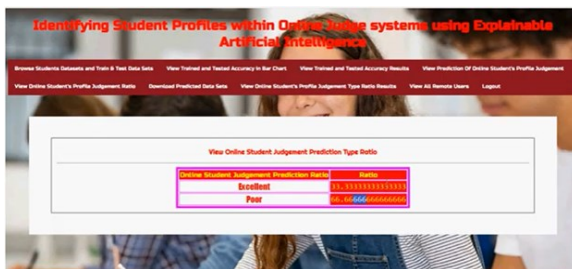 Identifying Student Profiles within Online Judge systems using Explainable
Artificial Intelligence
Browse Students Datasets and Train & Test Data Sets View Trained and Tested Accuracy in Bar Chart View Trained and Tested Accuracy Results View Prediction Of Online Student's Profile Judgement
View Online Student's Profile Judgement Ratio Download Predicted Data Sets View Online Student's Profile Judgement Type Ratio Results View All Remote Users Logout
View Online Student Judgement Prediction Type Ratio
Online Student Judgement Prediction Ratio Ratio
Excellent 33.33333333333333
Poor 66.66666666666666